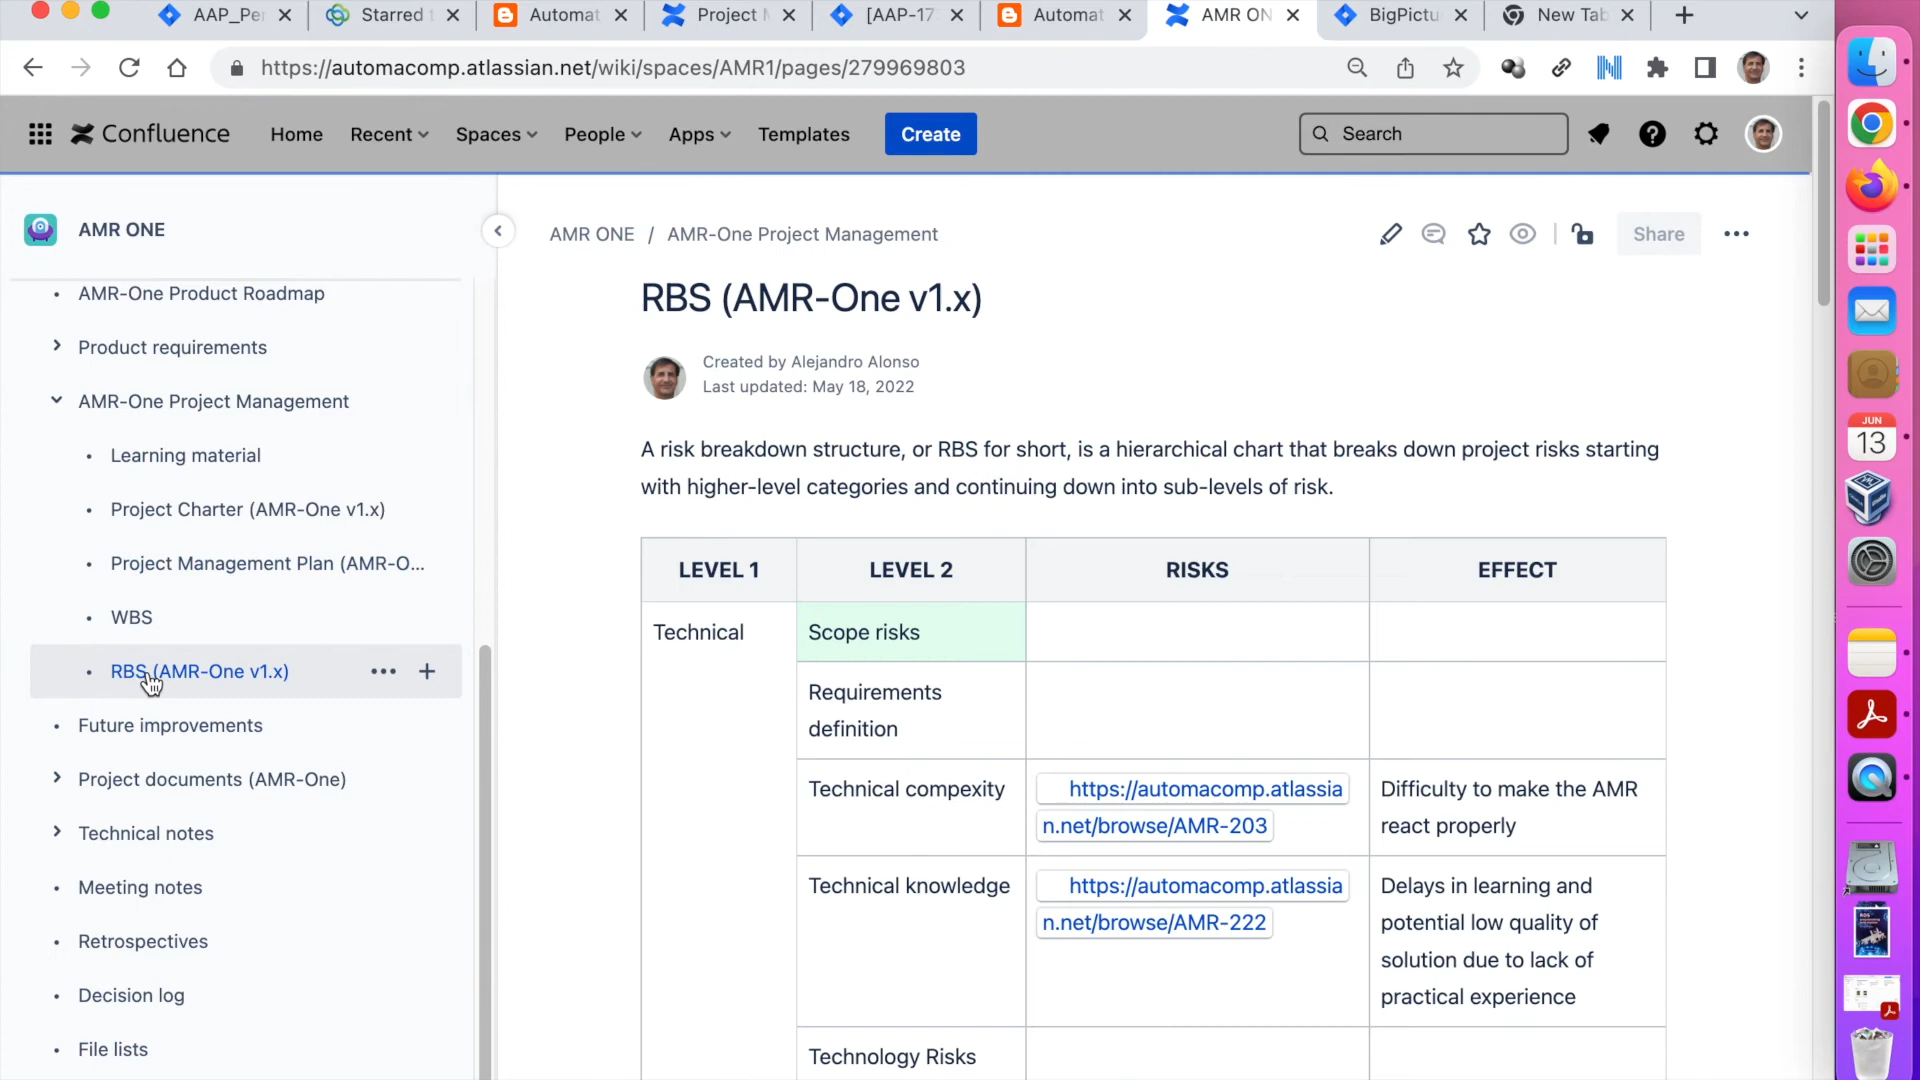 AAP_Per
Starred
Automat
Project M
[AAP-17
Automat
AMR ON
BigPictu
New Tab
https://automacomp.atlassian.net/wiki/spaces/AMR1/pages/279969803
Confluence
Home
Recent
Spaces
People
Apps
Templates
Create
Search
AMR ONE
AMR-One Product Roadmap
Product requirements
AMR-One Project Management
Learning material
Project Charter (AMR-One v1.x)
Project Management Plan (AMR-O...
WBS
RBS (AMR-One v1.x)
Future improvements
Project documents (AMR-One)
Technical notes
Meeting notes
Retrospectives
Decision log
File lists
AMR ONE / AMR-One Project Management
Share
RBS (AMR-One v1.x)
Created by Alejandro Alonso
Last updated: May 18, 2022
A risk breakdown structure, or RBS for short, is a hierarchical chart that breaks down project risks starting
with higher-level categories and continuing down into sub-levels of risk.
LEVEL 1
LEVEL 2
RISKS
EFFECT
Technical
Scope risks
Requirements
definition
Technical compexity
https://automacomp.atlassia
n.net/browse/AMR-203
Difficulty to make the AMR
react properly
Technical knowledge
https://automacomp.atlassia
n.net/browse/AMR-222
Delays in learning and
potential low quality of
solution due to lack of
practical experience
Technology Risks
JUN
13